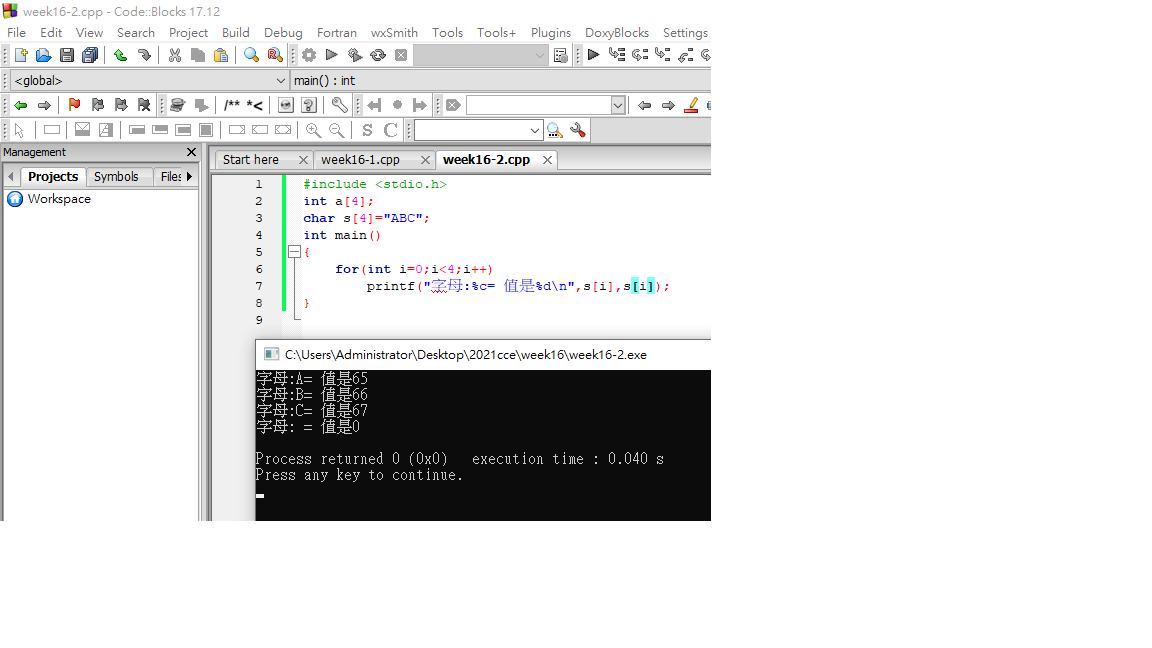 week16-2.cpp - Code::Blocks 17.12
File Edit View Search Project Build Debug Fortran wxSmith Tools Tools+ Plugins DoxyBlocks Settings
<global> main() : int
/** *<
S C
Management
Projects Symbols Files
Workspace
Start here week16-1.cpp week16-2.cpp
1 #include <stdio.h>
2 int a[4];
3 char s[4]="ABC";
4 int main()
5 {
6 for(int i=0;i<4;i++)
7 printf("字母:%c= 值是%d\n",s[i],s[i]);
8 }
9
C:\Users\Administrator\Desktop\2021cce\week16\week16-2.exe
字母:A= 值是65
字母:B= 值是66
字母:C= 值是67
字母: = 值是0
Process returned 0 (0x0) execution time : 0.040 s
Press any key to continue.